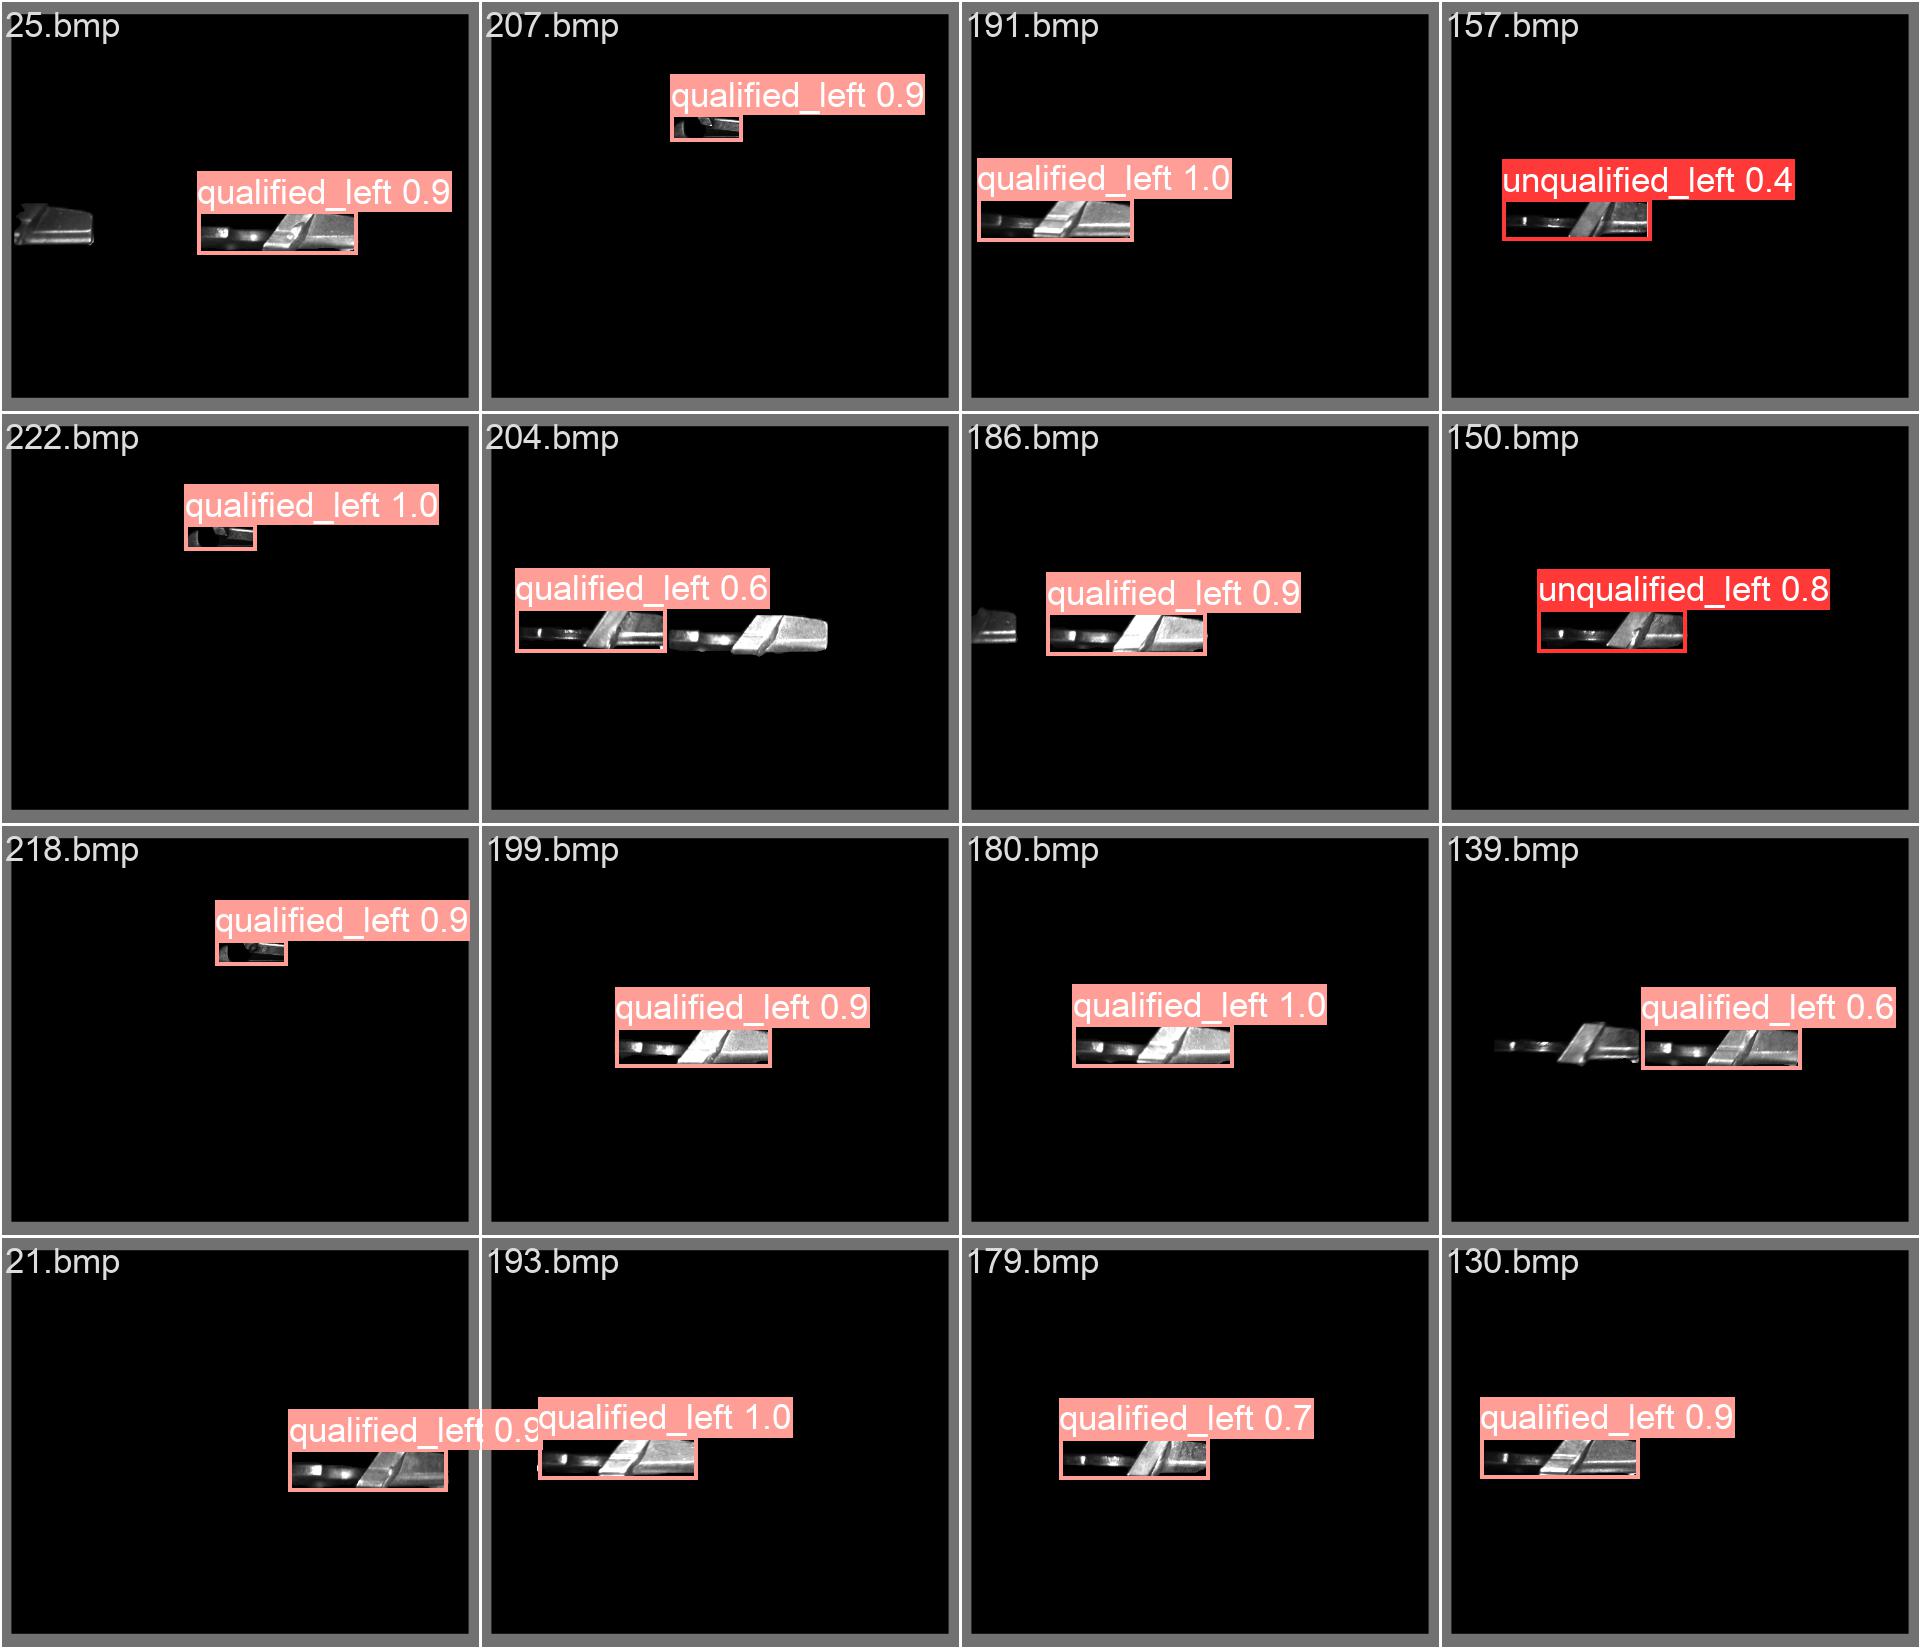 25.bmp
qualified_left 0.9
207.bmp
qualified_left 0.9
191.bmp
qualified_left 1.0
157.bmp
unqualified_left 0.4
222.bmp
qualified_left 1.0
204.bmp
qualified_left 0.6
186.bmp
qualified_left 0.9
150.bmp
unqualified_left 0.8
218.bmp
qualified_left 0.9
199.bmp
qualified_left 0.9
180.bmp
qualified_left 1.0
139.bmp
qualified_left 0.6
21.bmp
qualified_left 0.9
193.bmp
qualified_left 1.0
179.bmp
qualified_left 0.7
130.bmp
qualified_left 0.9